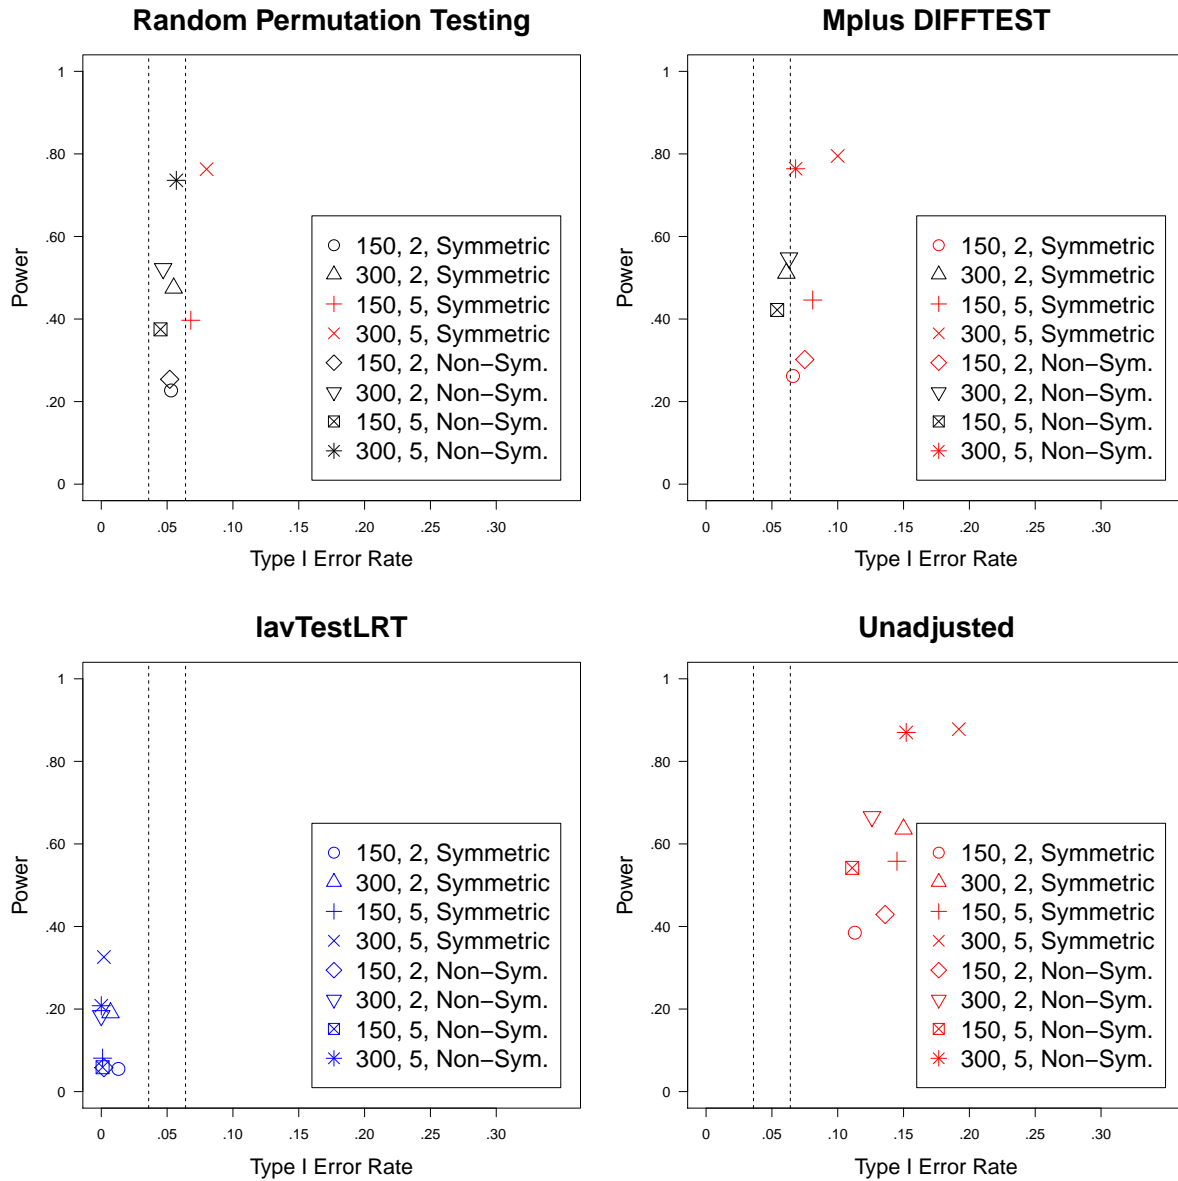 Random Permutation Testing
1
.80
.60
.40
.20
0
Power
150, 2, Symmetric
300, 2, Symmetric
150, 5, Symmetric
300, 5, Symmetric
150, 2, Non−Sym.
300, 2, Non−Sym.
150, 5, Non−Sym.
300, 5, Non−Sym.
0 .05 .10 .15 .20 .25 .30
Type I Error Rate
Mplus DIFFTEST
1
.80
.60
.40
.20
0
Power
150, 2, Symmetric
300, 2, Symmetric
150, 5, Symmetric
300, 5, Symmetric
150, 2, Non−Sym.
300, 2, Non−Sym.
150, 5, Non−Sym.
300, 5, Non−Sym.
0 .05 .10 .15 .20 .25 .30
Type I Error Rate
lavTestLRT
1
.80
.60
.40
.20
0
Power
150, 2, Symmetric
300, 2, Symmetric
150, 5, Symmetric
300, 5, Symmetric
150, 2, Non−Sym.
300, 2, Non−Sym.
150, 5, Non−Sym.
300, 5, Non−Sym.
0 .05 .10 .15 .20 .25 .30
Type I Error Rate
Unadjusted
1
.80
.60
.40
.20
0
Power
150, 2, Symmetric
300, 2, Symmetric
150, 5, Symmetric
300, 5, Symmetric
150, 2, Non−Sym.
300, 2, Non−Sym.
150, 5, Non−Sym.
300, 5, Non−Sym.
0 .05 .10 .15 .20 .25 .30
Type I Error Rate